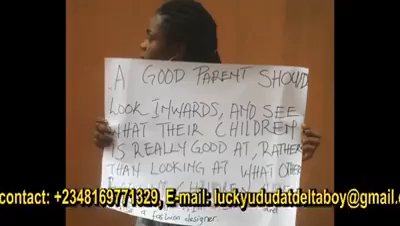 A GOOD PARENT SHOULD
LOOK INWARDS, AND SEE
WHAT THEIR CHILDREN
IS REALLY GOOD AT, RATHER
THAN LOOKING AT WHAT OTHER
contact: +2348169771329, E-mail: luckyududatdeltaboy@gmail.c
a fashion designer.